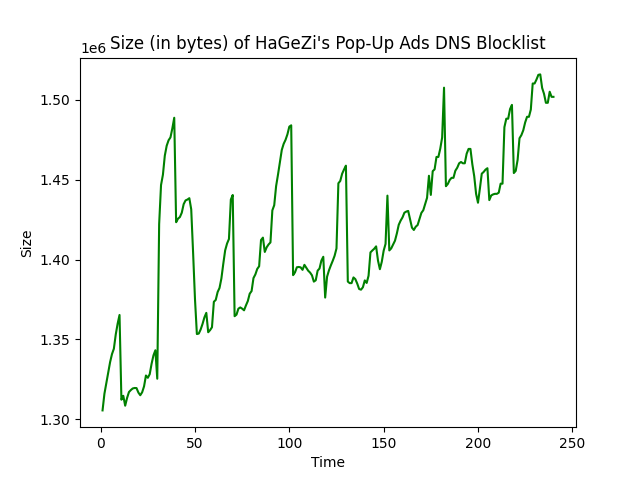 Size (in bytes) of HaGeZi's Pop-Up Ads DNS Blocklist
1e6
1.50
1.45
1.40
1.35
1.30
Size
0 50 100 150 200 250
Time